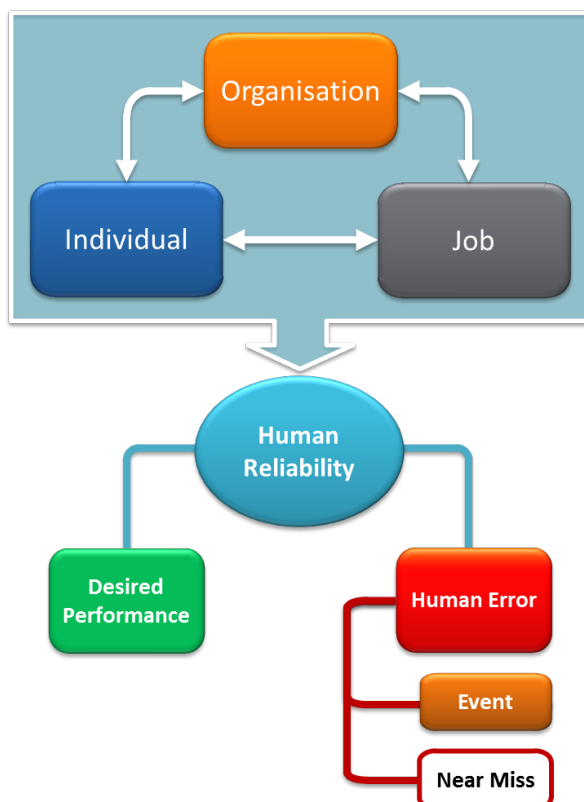 Organisation
Individual
Job
Human
Reliability
Desired
Performance
Human Error
Event
Near Miss